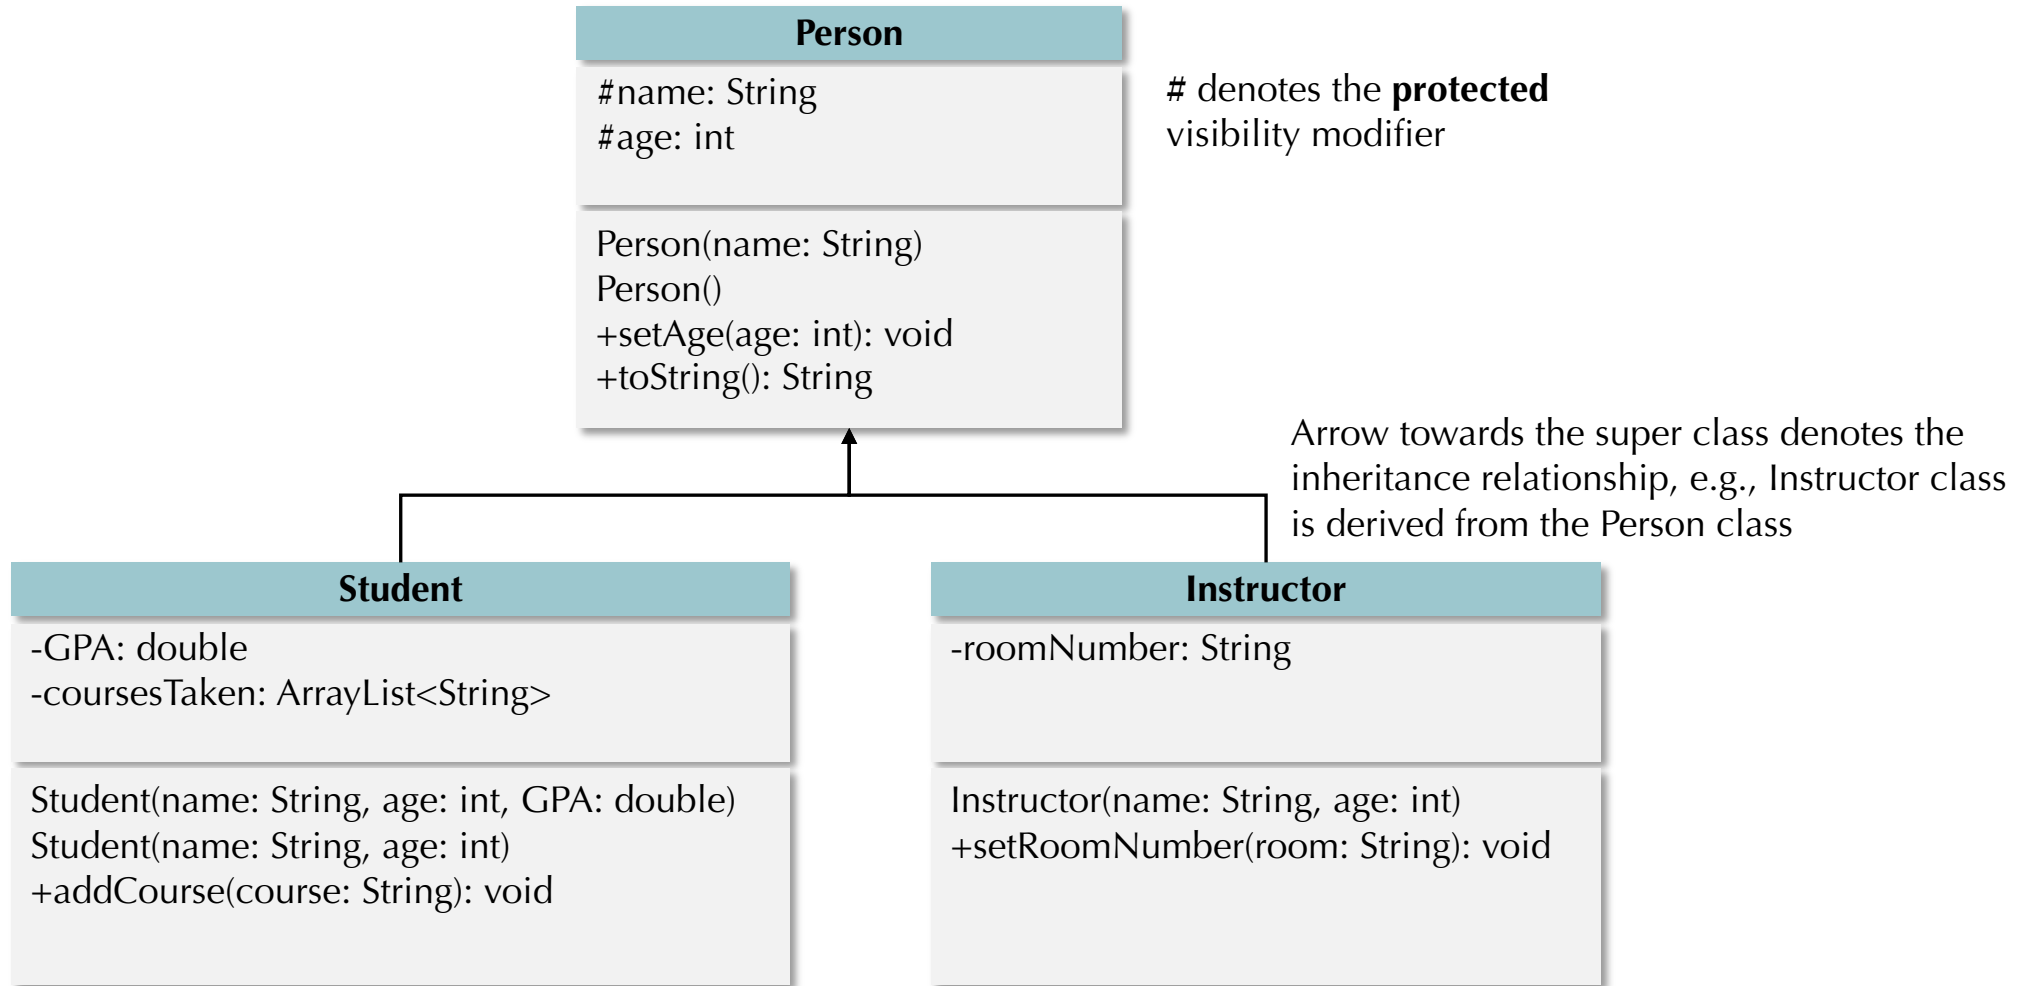 Person
#name: String
#age: int
# denotes the protected
visibility modifier
Person(name: String)
Person()
+setAge(age: int): void
+toString(): String
Arrow towards the super class denotes the
inheritance relationship, e.g., Instructor class
is derived from the Person class
Student
-GPA: double
-coursesTaken: ArrayList<String>
Student(name: String, age: int, GPA: double)
Student(name: String, age: int)
+addCourse(course: String): void
Instructor
-roomNumber: String
Instructor(name: String, age: int)
+setRoomNumber(room: String): void